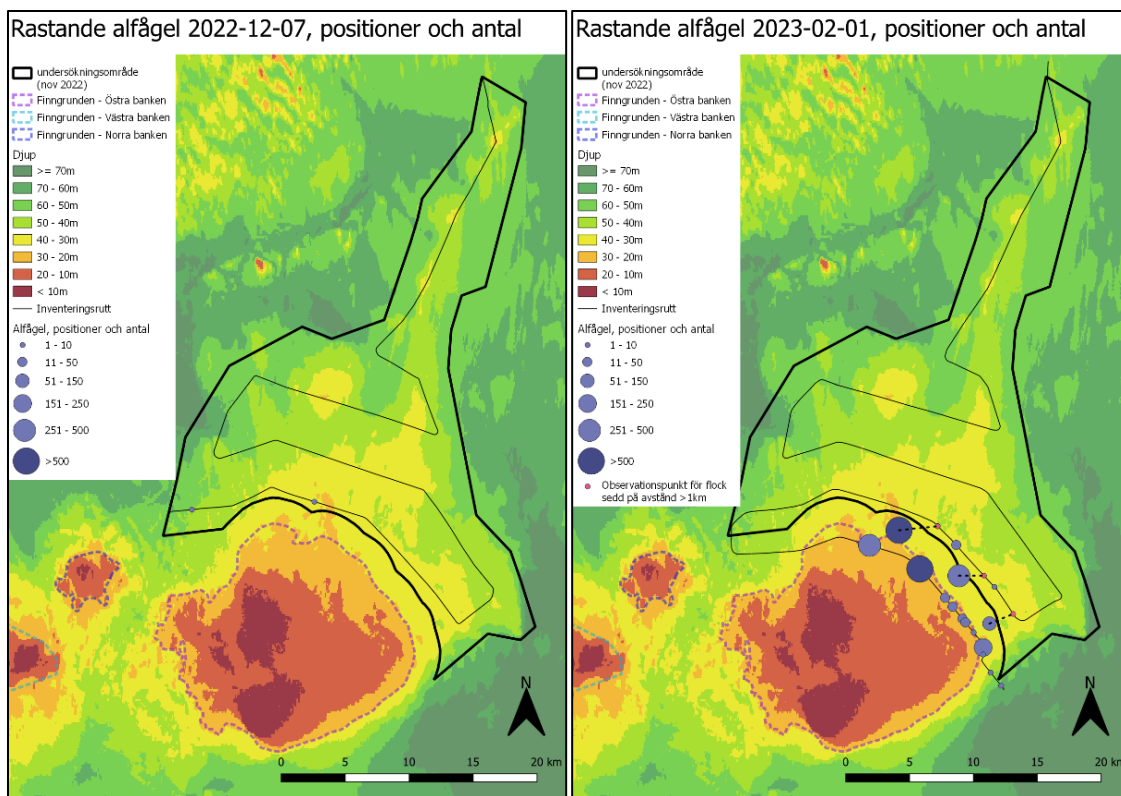 Rastande alfågel 2022-12-07, positioner och antal
undersökningsområde
(nov 2022)
Finngrunden - Östra banken
Finngrunden - Västra banken
Finngrunden - Norra banken
Djup
>= 70m
70 - 60m
60 - 50m
50 - 40m
40 - 30m
30 - 20m
20 - 10m
< 10m
Inventeringsrutt
Alfågel, positioner och antal
1 - 10
11 - 50
51 - 150
151 - 250
251 - 500
>500
N
0 5 10 15 20 km
Rastande alfågel 2023-02-01, positioner och antal
undersökningsområde
(nov 2022)
Finngrunden - Östra banken
Finngrunden - Västra banken
Finngrunden - Norra banken
Djup
>= 70m
70 - 60m
60 - 50m
50 - 40m
40 - 30m
30 - 20m
20 - 10m
< 10m
Inventeringsrutt
Alfågel, positioner och antal
1 - 10
11 - 50
51 - 150
151 - 250
251 - 500
>500
Observationspunkt för flock
sedd på avstånd >1km
N
0 5 10 15 20 km